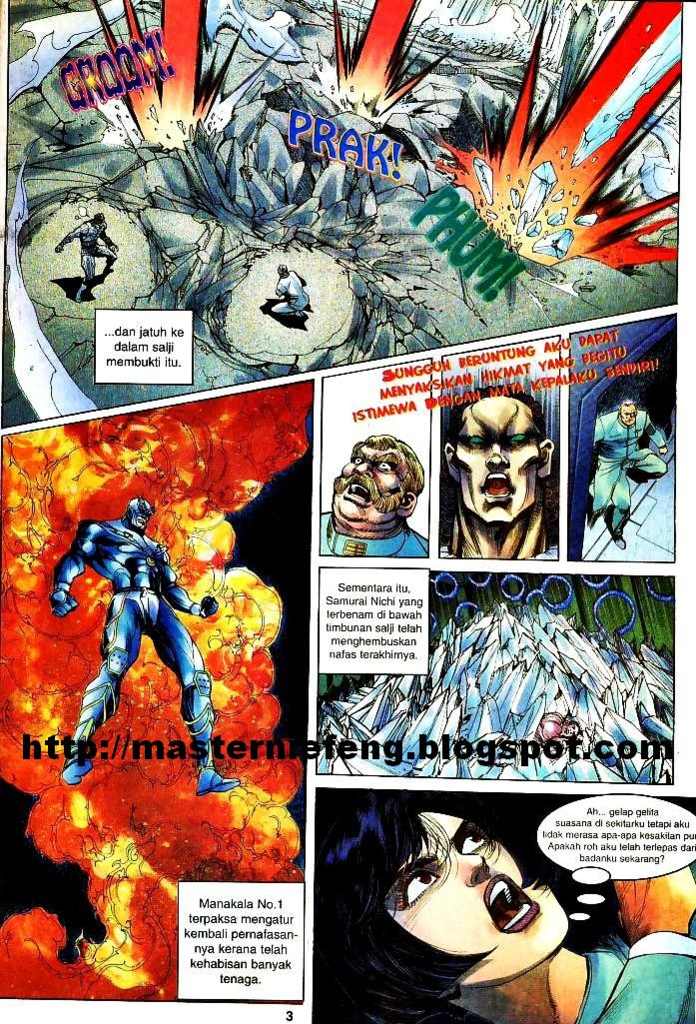 GROOM!
PRAK!
PHUM!
...dan jatuh ke
dalam salji
membukti itu.
SUNGGUH BERUNTUNG AKU DAPAT
MENYAKSIKAN HIKMAT YANG BEGITU
ISTIMEWA DENGAN MATA KEPALAKU SENDIRI!
Sementara itu,
Samurai Nichi yang
terbenam di bawah
timbunan salji telah
menghembuskan
nafas terakhirnya.
http://masterniefeng.blogspot.com
Manakala No.1
terpaksa mengatur
kembali pernafasan-
nya kerana telah
kehabisan banyak
tenaga.
Ah... gelap gelita
suasana di sekitarku tetapi aku
tidak merasa apa-apa kesakitan pun
Apakah roh aku telah terlepas dari
badanku sekarang?
3